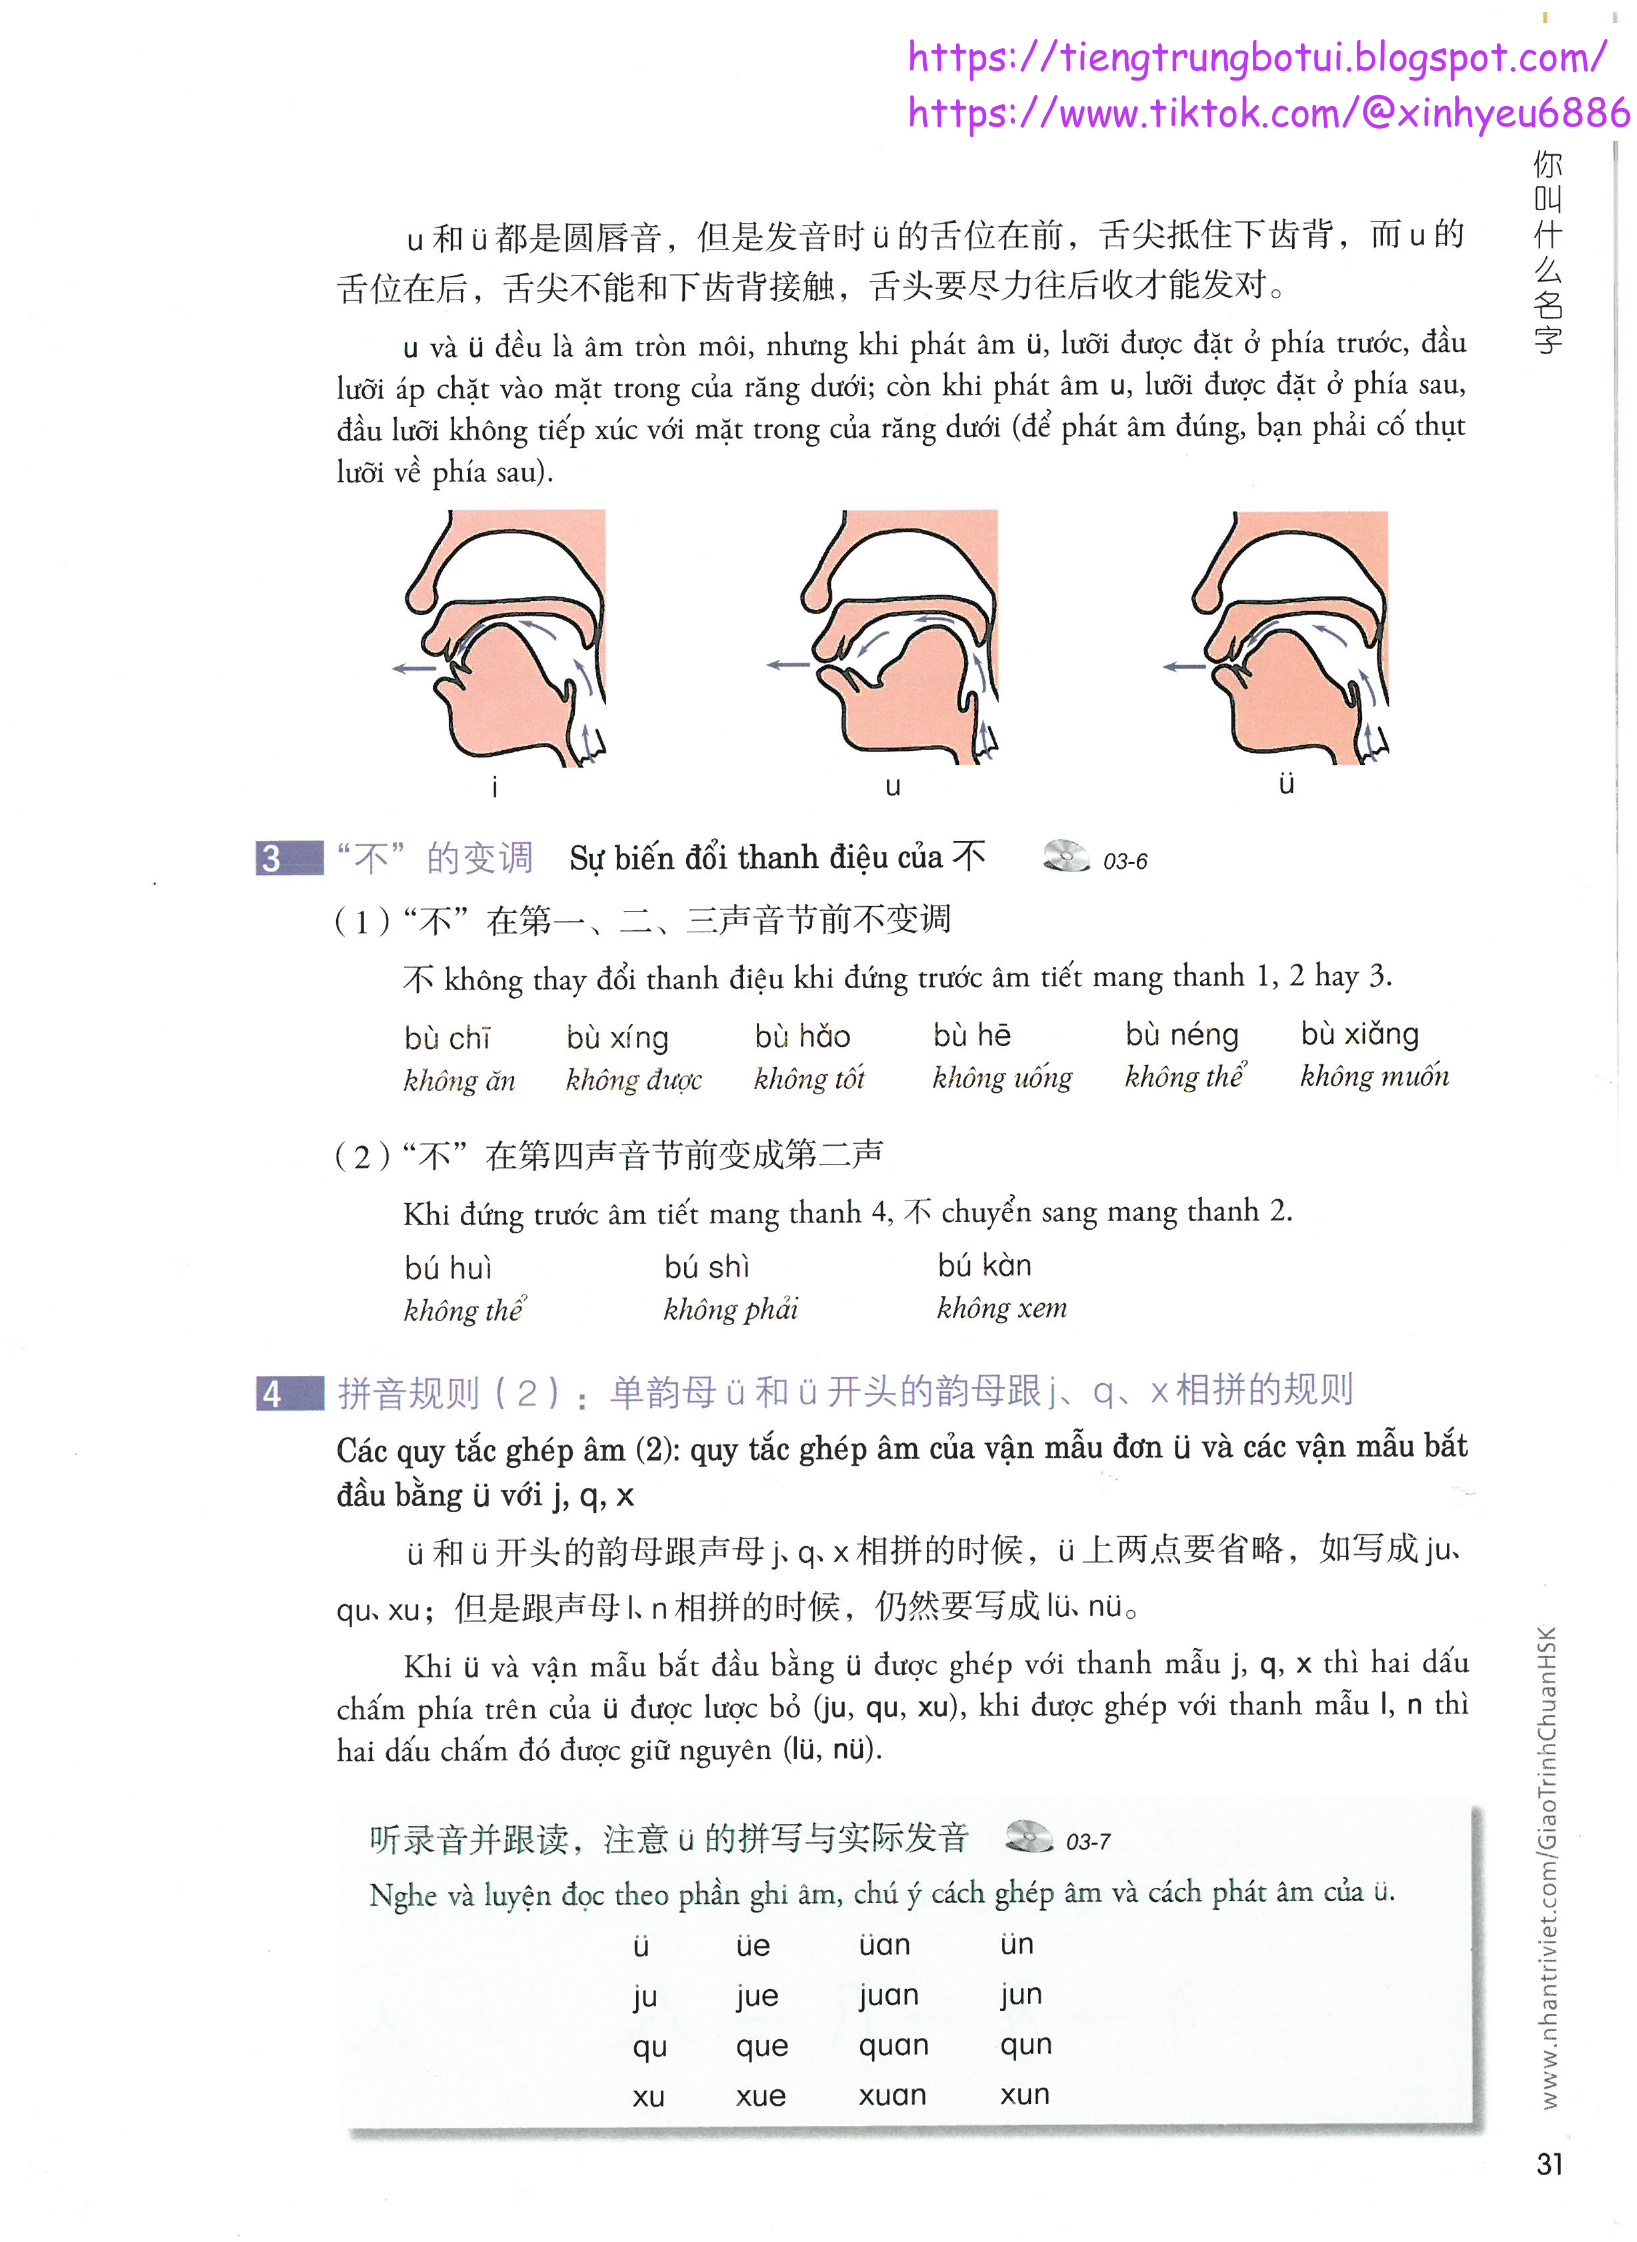 https://tiengtrungbotui.blogspot.com/
https://www.tiktok.com/@xinhyeu6886
你叫什么名字
u 和 ü 都是圆唇音，但是发音时 ü 的舌位在前，舌尖抵住下齿背，而 u 的
舌位在后，舌尖不能和下齿背接触，舌头要尽力往后收才能发对。
u và ü đều là âm tròn môi, nhưng khi phát âm ü, lưỡi được đặt ở phía trước, đầu
lưỡi áp chặt vào mặt trong của răng dưới; còn khi phát âm u, lưỡi được đặt ở phía sau,
đầu lưỡi không tiếp xúc với mặt trong của răng dưới (để phát âm đúng, bạn phải cố thụt
lưỡi về phía sau).
i u ü
3 “不”的变调 Sự biến đổi thanh điệu của 不 03-6
（1）“不”在第一、二、三声音节前不变调
不 không thay đổi thanh điệu khi đứng trước âm tiết mang thanh 1, 2 hay 3.
bù chī bù xíng bù hǎo bù hē bù néng bù xiǎng
không ăn không được không tốt không uống không thể không muốn
（2）“不”在第四声音节前变成第二声
Khi đứng trước âm tiết mang thanh 4, 不 chuyển sang mang thanh 2.
bú huì bú shì bú kàn
không thể không phải không xem
4 拼音规则（2）：单韵母 ü 和 ü 开头的韵母跟 j、q、x 相拼的规则
Các quy tắc ghép âm (2): quy tắc ghép âm của vận mẫu đơn ü và các vận mẫu bắt
đầu bằng ü với j, q, x
ü 和 ü 开头的韵母跟声母 j、q、x 相拼的时候，ü 上两点要省略，如写成 ju、
qu、xu；但是跟声母 l、n 相拼的时候，仍然要写成 lü、nü。
Khi ü và vận mẫu bắt đầu bằng ü được ghép với thanh mẫu j, q, x thì hai dấu
chấm phía trên của ü được lược bỏ (ju, qu, xu), khi được ghép với thanh mẫu l, n thì
hai dấu chấm đó được giữ nguyên (lü, nü).
听录音并跟读，注意 ü 的拼写与实际发音 03-7
Nghe và luyện đọc theo phần ghi âm, chú ý cách ghép âm và cách phát âm của ü.
ü üe üan ün
ju jue juan jun
qu que quan qun
xu xue xuan xun
www.nhantriviet.com/GiaoTrinhChuanHSK
31